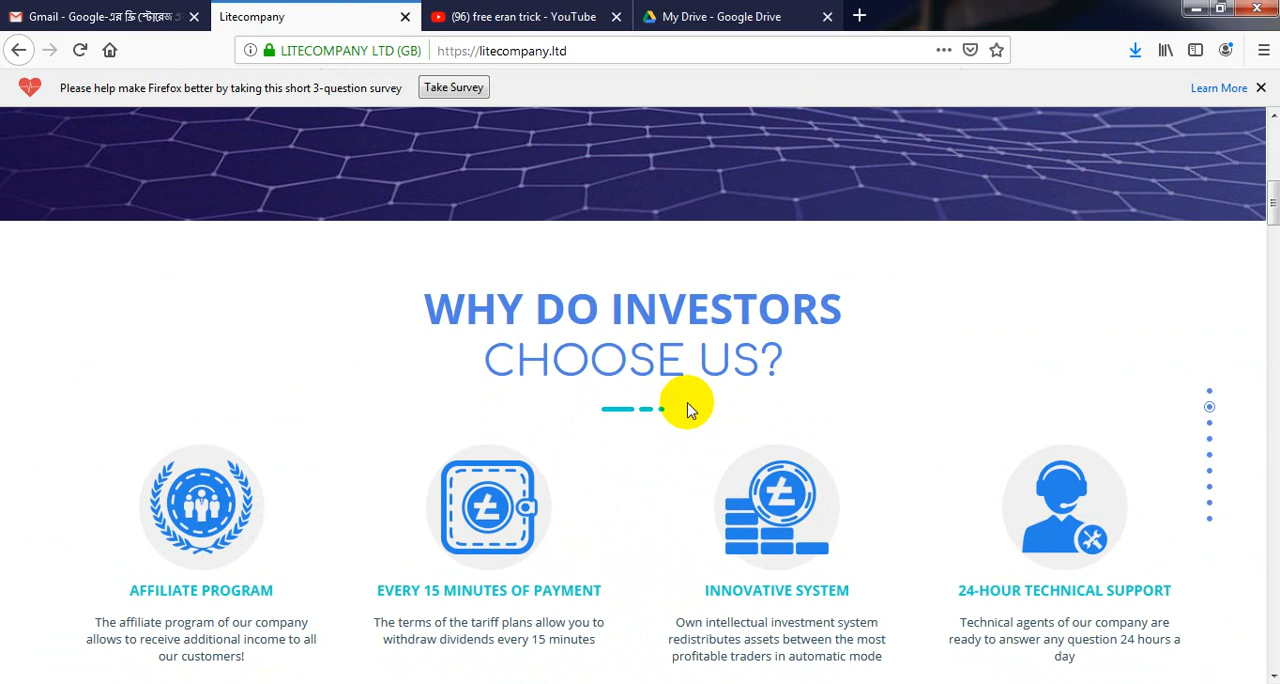 Gmail - Google-এর ফ্রি স্টোরেজ
Litecompany
(96) free eran trick - YouTube
My Drive - Google Drive
LITECOMPANY LTD (GB)
https://litecompany.ltd
Please help make Firefox better by taking this short 3-question survey
Take Survey
Learn More
WHY DO INVESTORS
CHOOSE US?
AFFILIATE PROGRAM
The affiliate program of our company
allows to receive additional income to all
our customers!
EVERY 15 MINUTES OF PAYMENT
The terms of the tariff plans allow you to
withdraw dividends every 15 minutes
INNOVATIVE SYSTEM
Own intellectual investment system
redistributes assets between the most
profitable traders in automatic mode
24-HOUR TECHNICAL SUPPORT
Technical agents of our company are
ready to answer any question 24 hours a
day